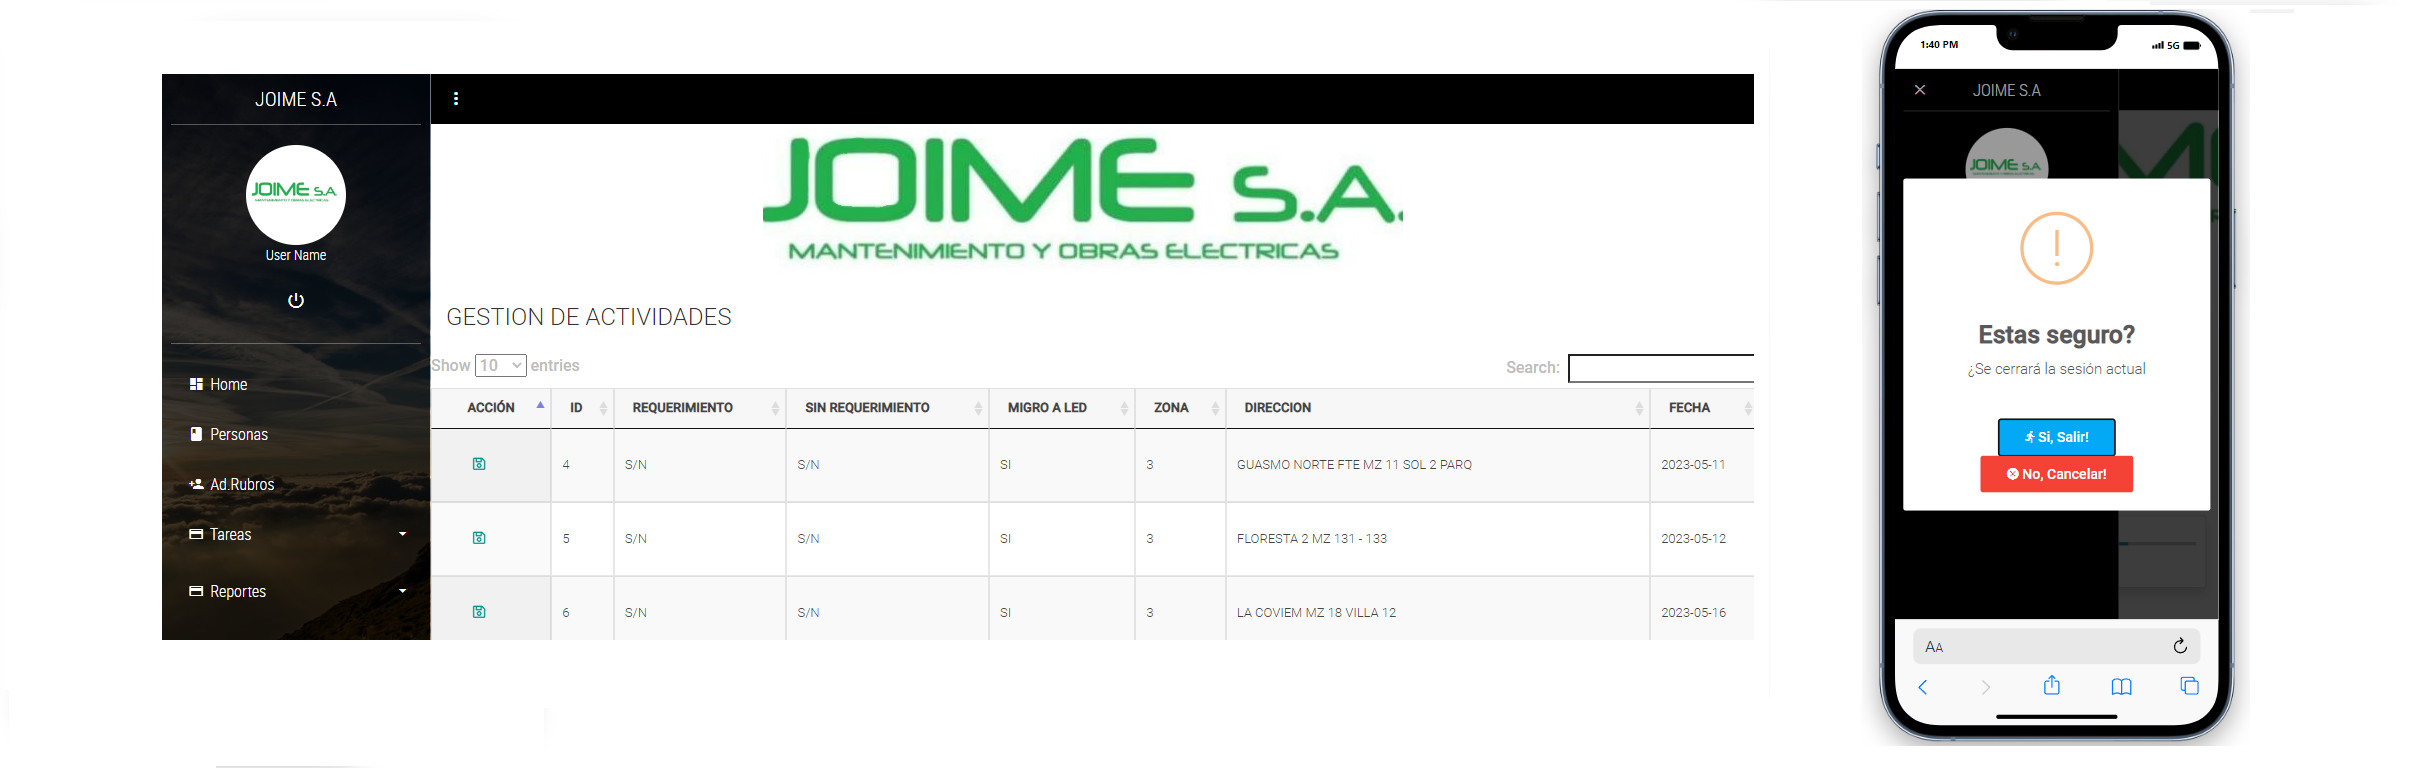 JOIME S.A
JOIME S.A
MANTENIMIENTO Y OBRAS ELECTRICAS
User Name
Home
Personas
Ad.Rubros
Tareas
Reportes
JOIME S.A.
MANTENIMIENTO Y OBRAS ELECTRICAS
GESTION DE ACTIVIDADES
Show 10 entries
Search:
ACCIÓN ID REQUERIMIENTO SIN REQUERIMIENTO MIGRO A LED ZONA DIRECCION FECHA
4 S/N S/N SI 3 GUASMO NORTE FTE MZ 11 SOL 2 PARQ 2023-05-11
5 S/N S/N SI 3 FLORESTA 2 MZ 131 - 133 2023-05-12
6 S/N S/N SI 3 LA COVIEM MZ 18 VILLA 12 2023-05-16
1:40 PM 5G
JOIME S.A
JOIME S.A
Estas seguro?
¿Se cerrará la sesión actual
Si, Salir!
No, Cancelar!
AA